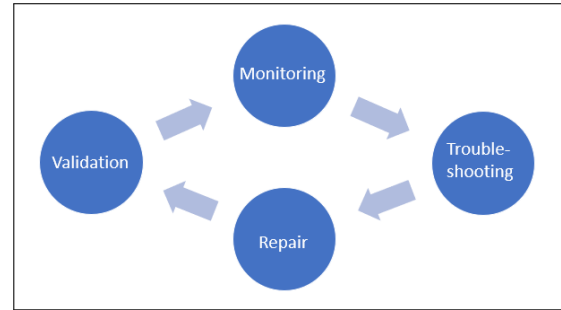 Monitoring
Trouble-
shooting
Repair
Validation